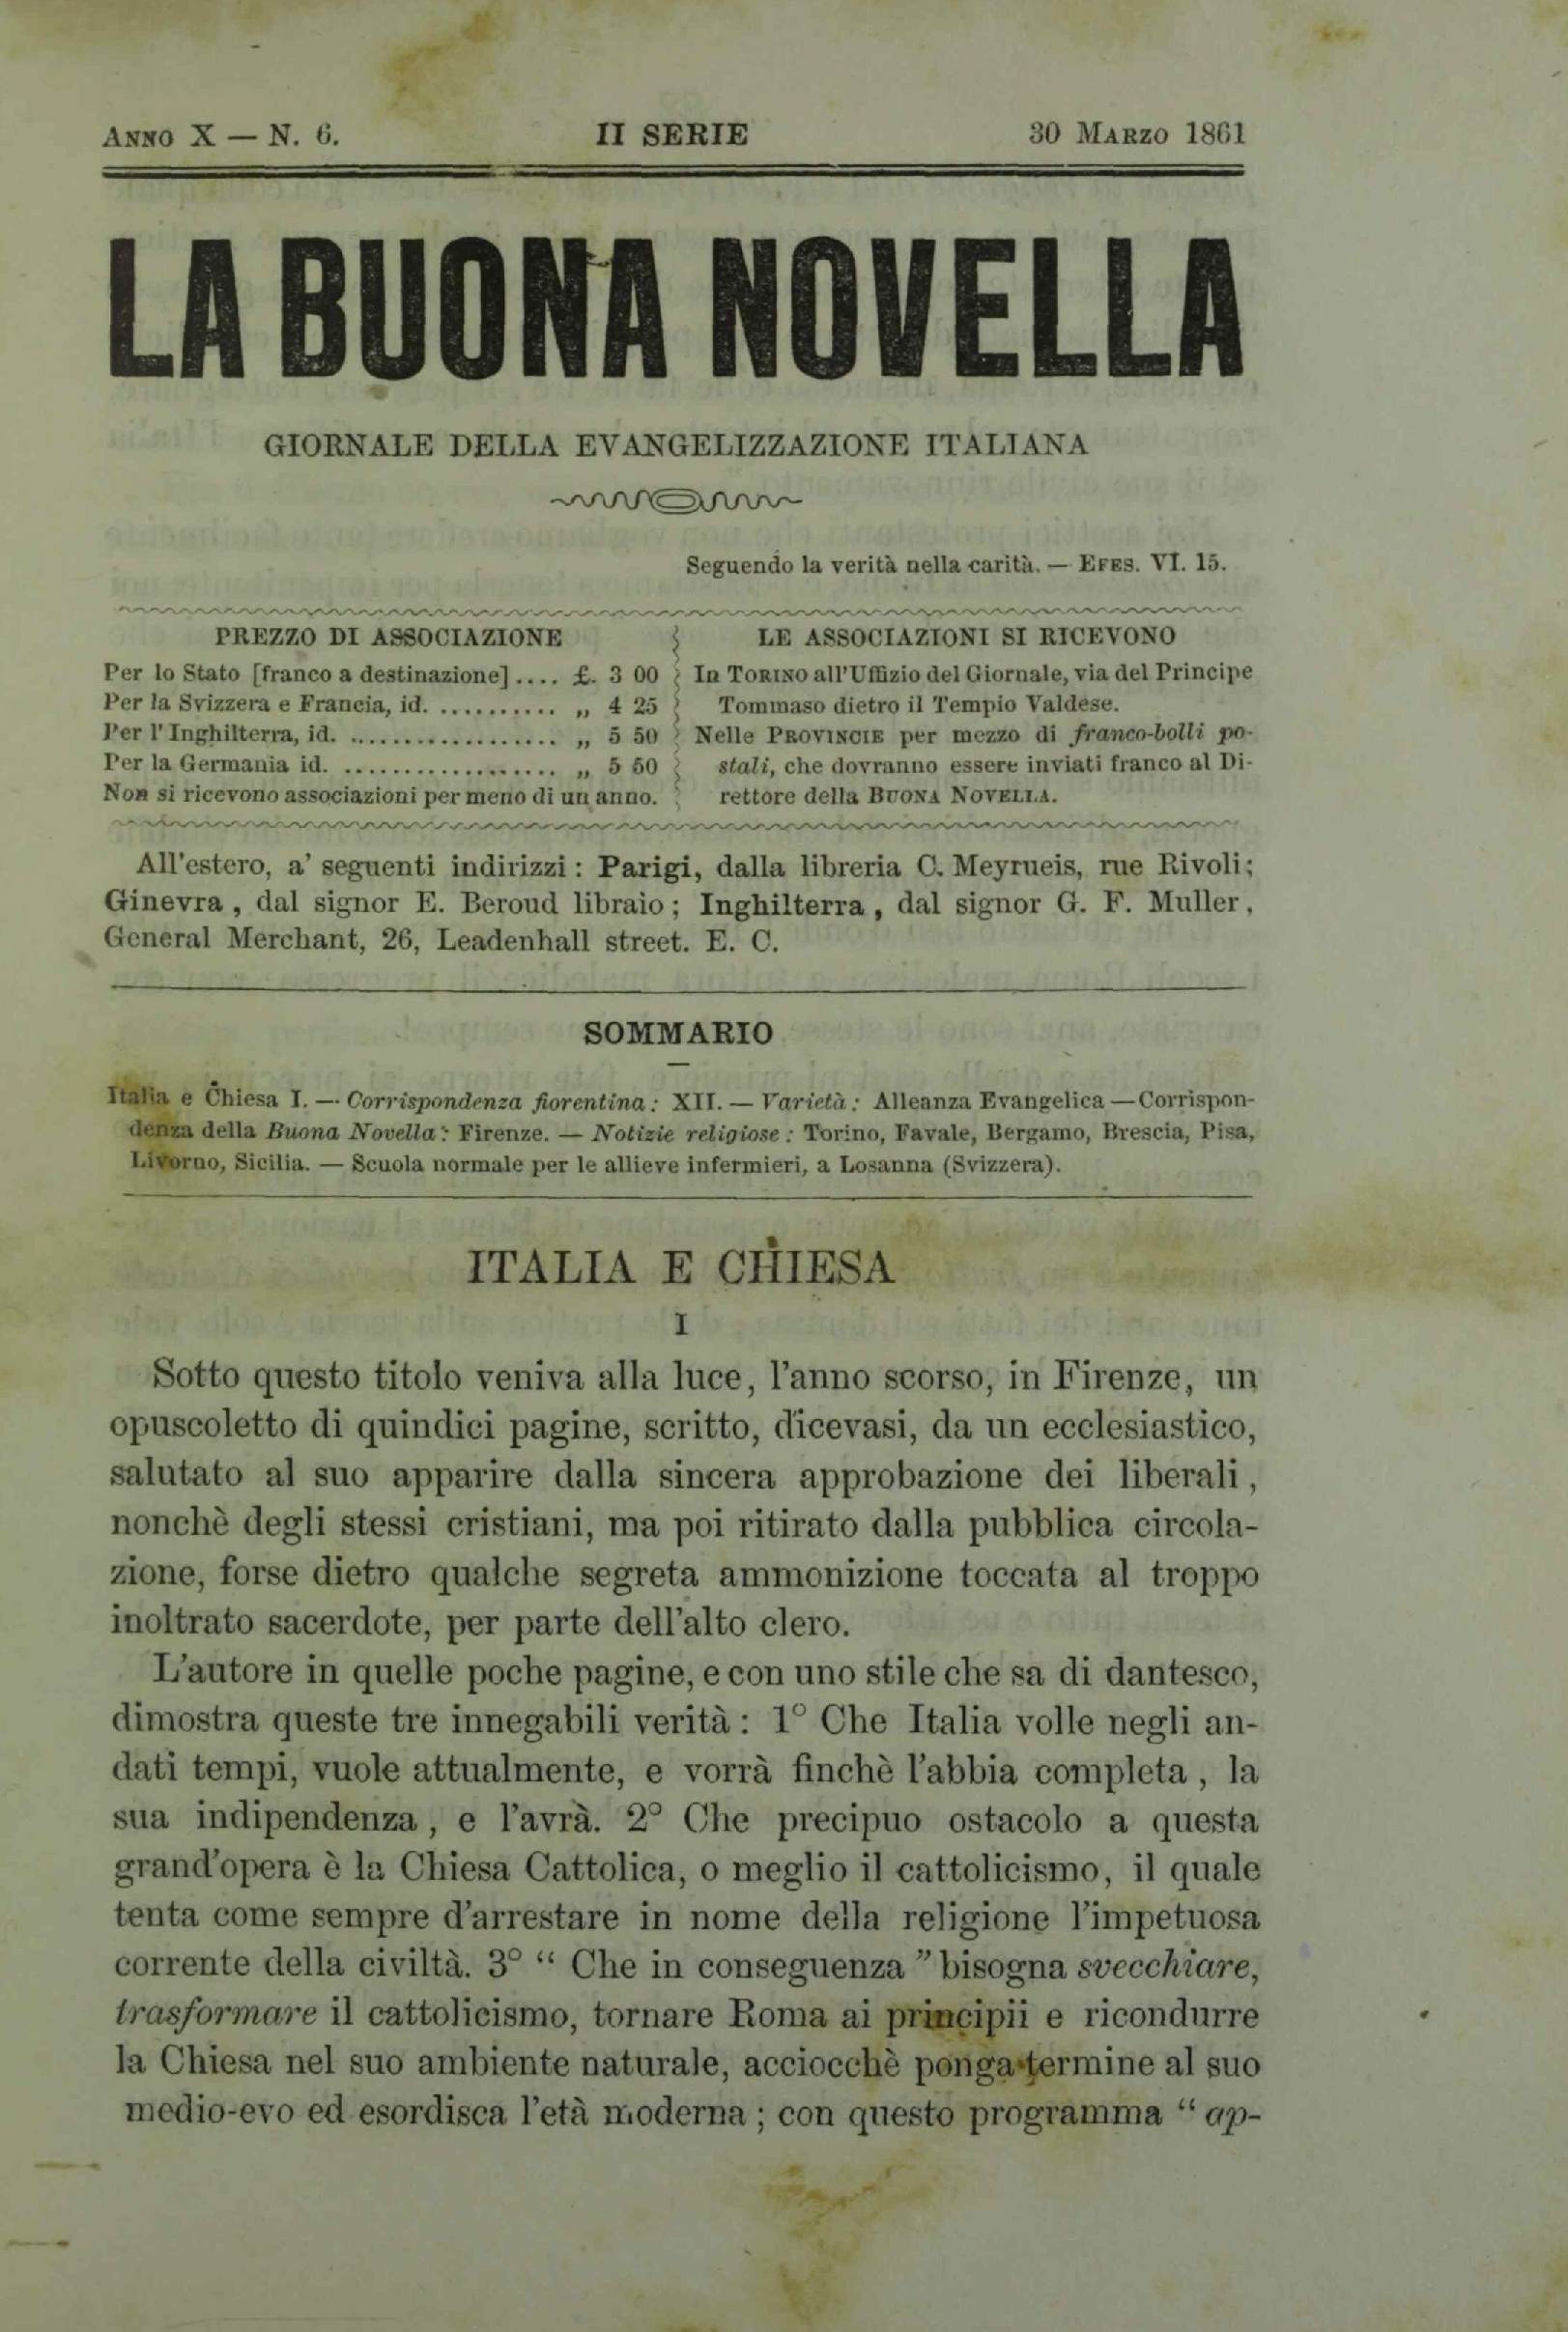 ANNO X — N. 6. II SERIE 30 MARZO 1861
LA BUONA NOVELLA
GIORNALE DELLA EVANGELIZZAZIONE ITALIANA
Seguendo la verità nella carità. — EFES. VI. 15.
PREZZO DI ASSOCIAZIONE
Per lo Stato [franco a destinazione] .... £. 3 00
Per la Svizzera e Francia, id. .......... „ 4 25
Per l'Inghilterra, id. .................. „ 5 50
Per la Germania id. .................. „ 5 50
Non si ricevono associazioni per meno di un anno.
LE ASSOCIAZIONI SI RICEVONO
In TORINO all'Uffizio del Giornale, via del Principe
Tommaso dietro il Tempio Valdese.
Nelle PROVINCIE per mezzo di franco-bolli po-
stali, che dovranno essere inviati franco al Di-
rettore della BUONA NOVELLA.
All'estero, a' seguenti indirizzi : Parigi, dalla libreria C. Meyrueis, rue Rivoli;
Ginevra , dal signor E. Beroud libraio ; Inghilterra , dal signor G. F. Muller,
General Merchant, 26, Leadenhall street. E. C.
SOMMARIO
Italia e Chiesa I. — Corrispondenza fiorentina : XII. — Varietà : Alleanza Evangelica — Corrispon-
denza della Buona Novella : Firenze. — Notizie religiose : Torino, Favale, Bergamo, Brescia, Pisa,
Livorno, Sicilia. — Scuola normale per le allieve infermieri, a Losanna (Svizzera).
ITALIA E CHIESA
I
Sotto questo titolo veniva alla luce, l'anno scorso, in Firenze, un
opuscoletto di quindici pagine, scritto, dicevasi, da un ecclesiastico,
salutato al suo apparire dalla sincera approbazione dei liberali ,
nonchè degli stessi cristiani, ma poi ritirato dalla pubblica circola-
zione, forse dietro qualche segreta ammonizione toccata al troppo
inoltrato sacerdote, per parte dell'alto clero.
L'autore in quelle poche pagine, e con uno stile che sa di dantesco,
dimostra queste tre innegabili verità : 1° Che Italia volle negli an-
dati tempi, vuole attualmente, e vorrà finchè l'abbia completa , la
sua indipendenza , e l'avrà. 2° Che precipuo ostacolo a questa
grand'opera è la Chiesa Cattolica, o meglio il cattolicismo, il quale
tenta come sempre d'arrestare in nome della religione l'impetuosa
corrente della civiltà. 3° “ Che in conseguenza ” bisogna svecchiare,
trasformare il cattolicismo, tornare Roma ai principii e ricondurre
la Chiesa nel suo ambiente naturale, acciocchè ponga termine al suo
medio-evo ed esordisca l'età moderna ; con questo programma “ ap-